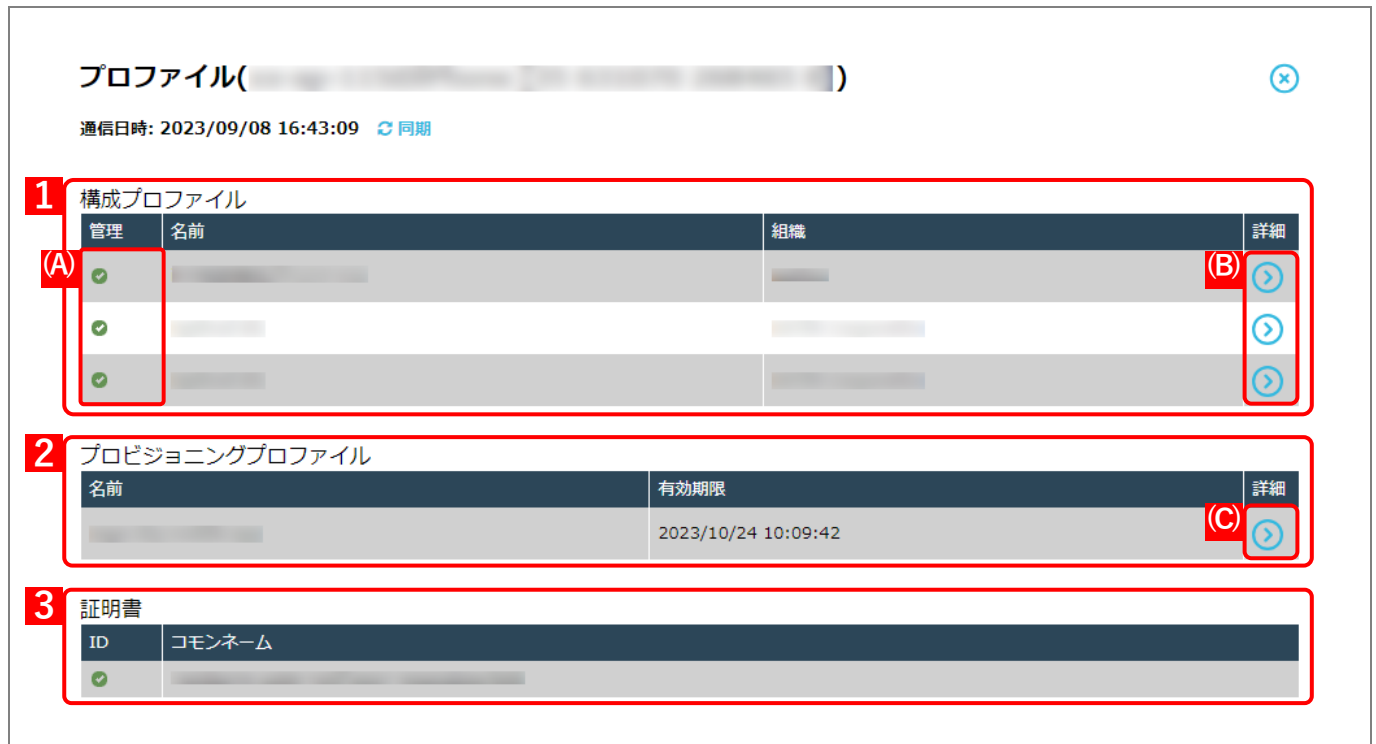 プロファイル( )
通信日時: 2023/09/08 16:43:09 同期
1
構成プロファイル
管理 名前 組織 詳細
(A)
(B)
2
プロビジョニングプロファイル
名前 有効期限 詳細
2023/10/24 10:09:42
(C)
3
証明書
ID コモンネーム